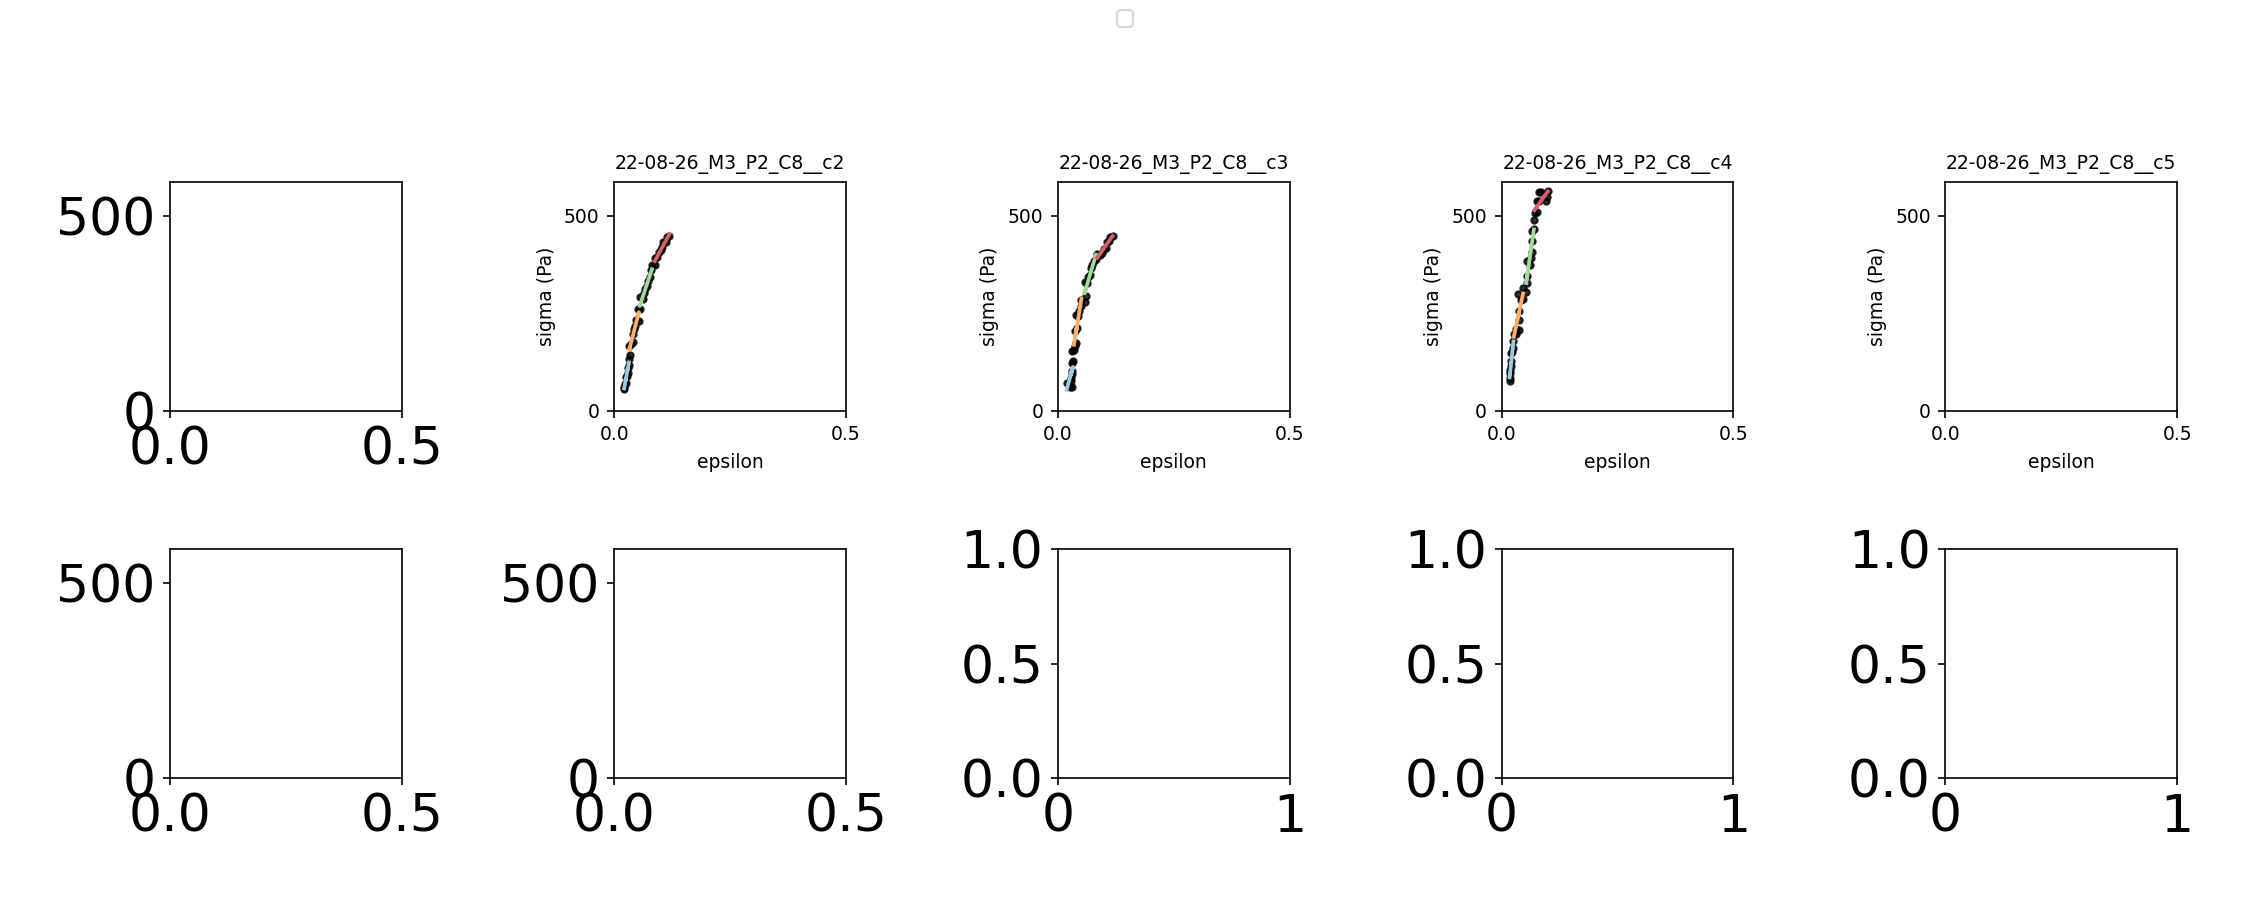 22-08-26_M3_P2_C8__c2
22-08-26_M3_P2_C8__c3
22-08-26_M3_P2_C8__c4
22-08-26_M3_P2_C8__c5
500
0
0.0 0.5
sigma (Pa)
500
0
0.0 0.5
epsilon
sigma (Pa)
500
0
0.0 0.5
epsilon
sigma (Pa)
500
0
0.0 0.5
epsilon
sigma (Pa)
500
0
0.0 0.5
epsilon
500
0
0.0 0.5
500
0
0.0 0.5
1.0
0.5
0.0
0 1
1.0
0.5
0.0
0 1
1.0
0.5
0.0
0 1